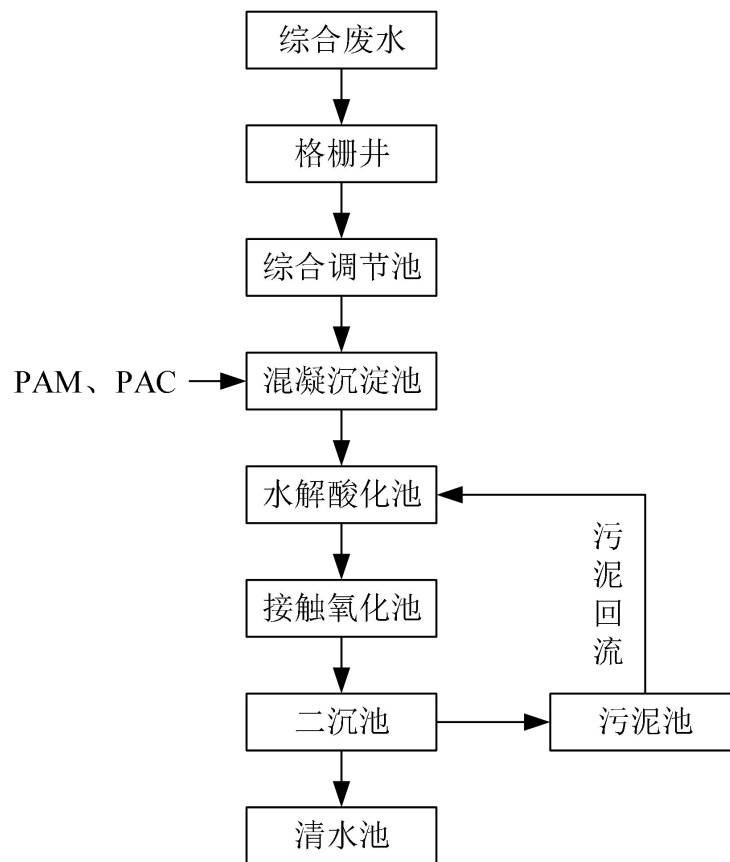 综合废水
格栅井
综合调节池
PAM、PAC
混凝沉淀池
水解酸化池
污泥回流
接触氧化池
二沉池
污泥池
清水池